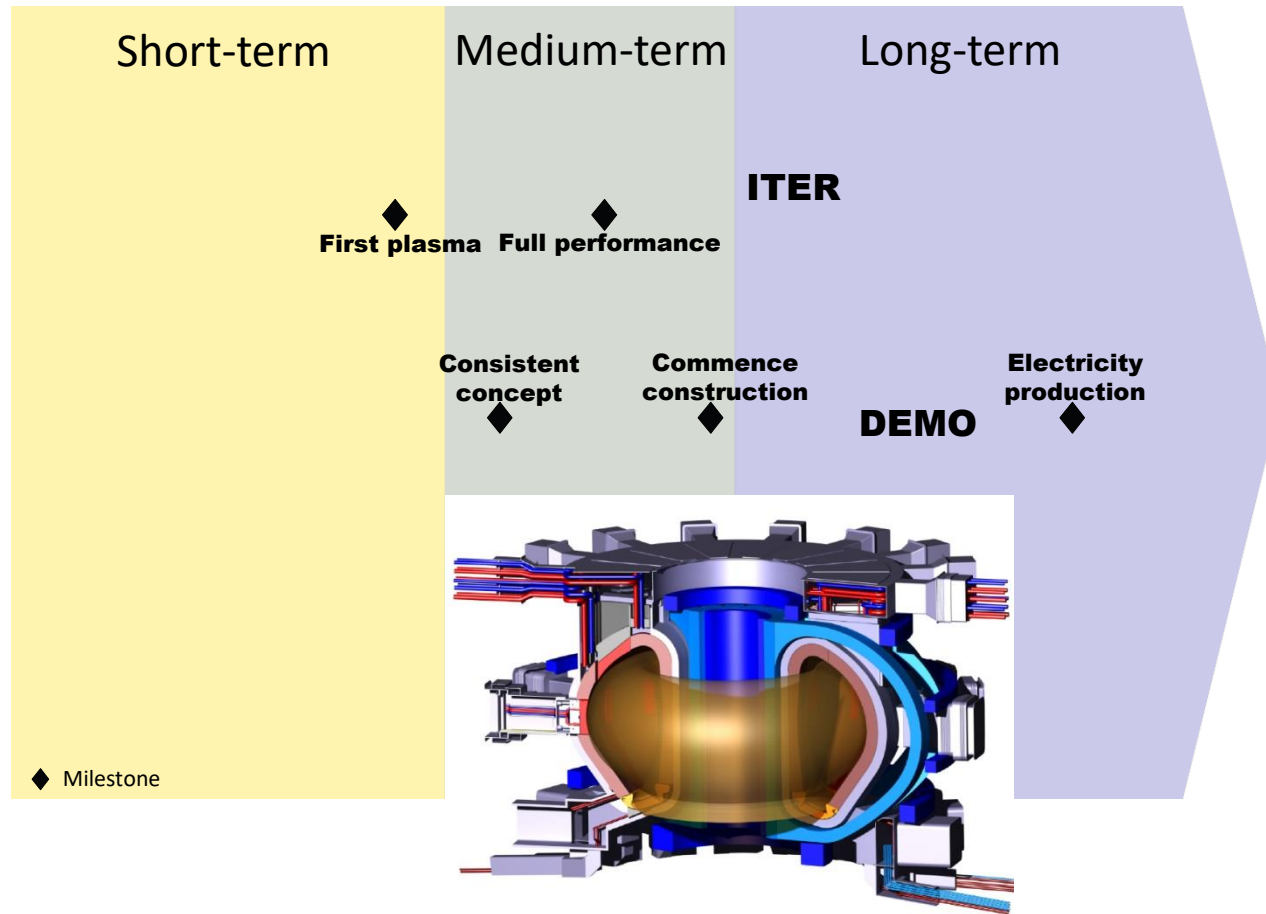 Short-term
Medium-term
Long-term
ITER
First plasma
Full performance
Consistent
concept
Commence
construction
Electricity
production
DEMO
Milestone